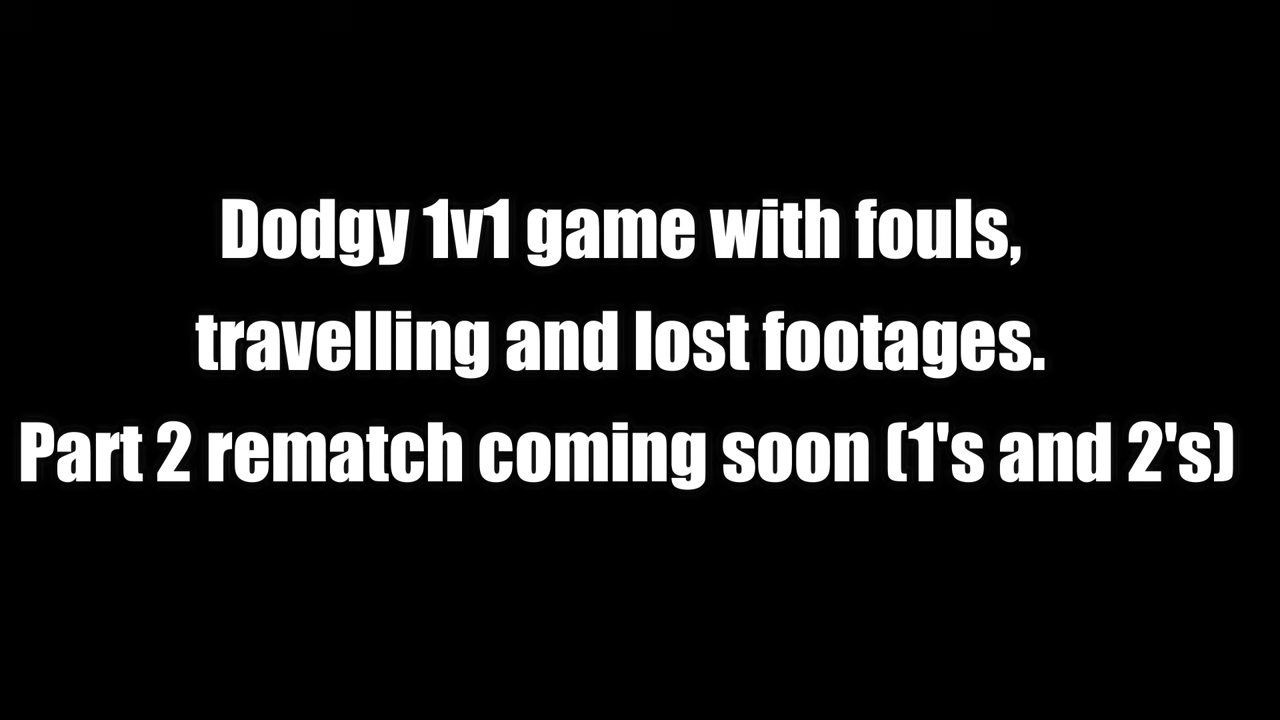 Dodgy 1v1 game with fouls,
travelling and lost footages.
Part 2 rematch coming soon (1's and 2's)